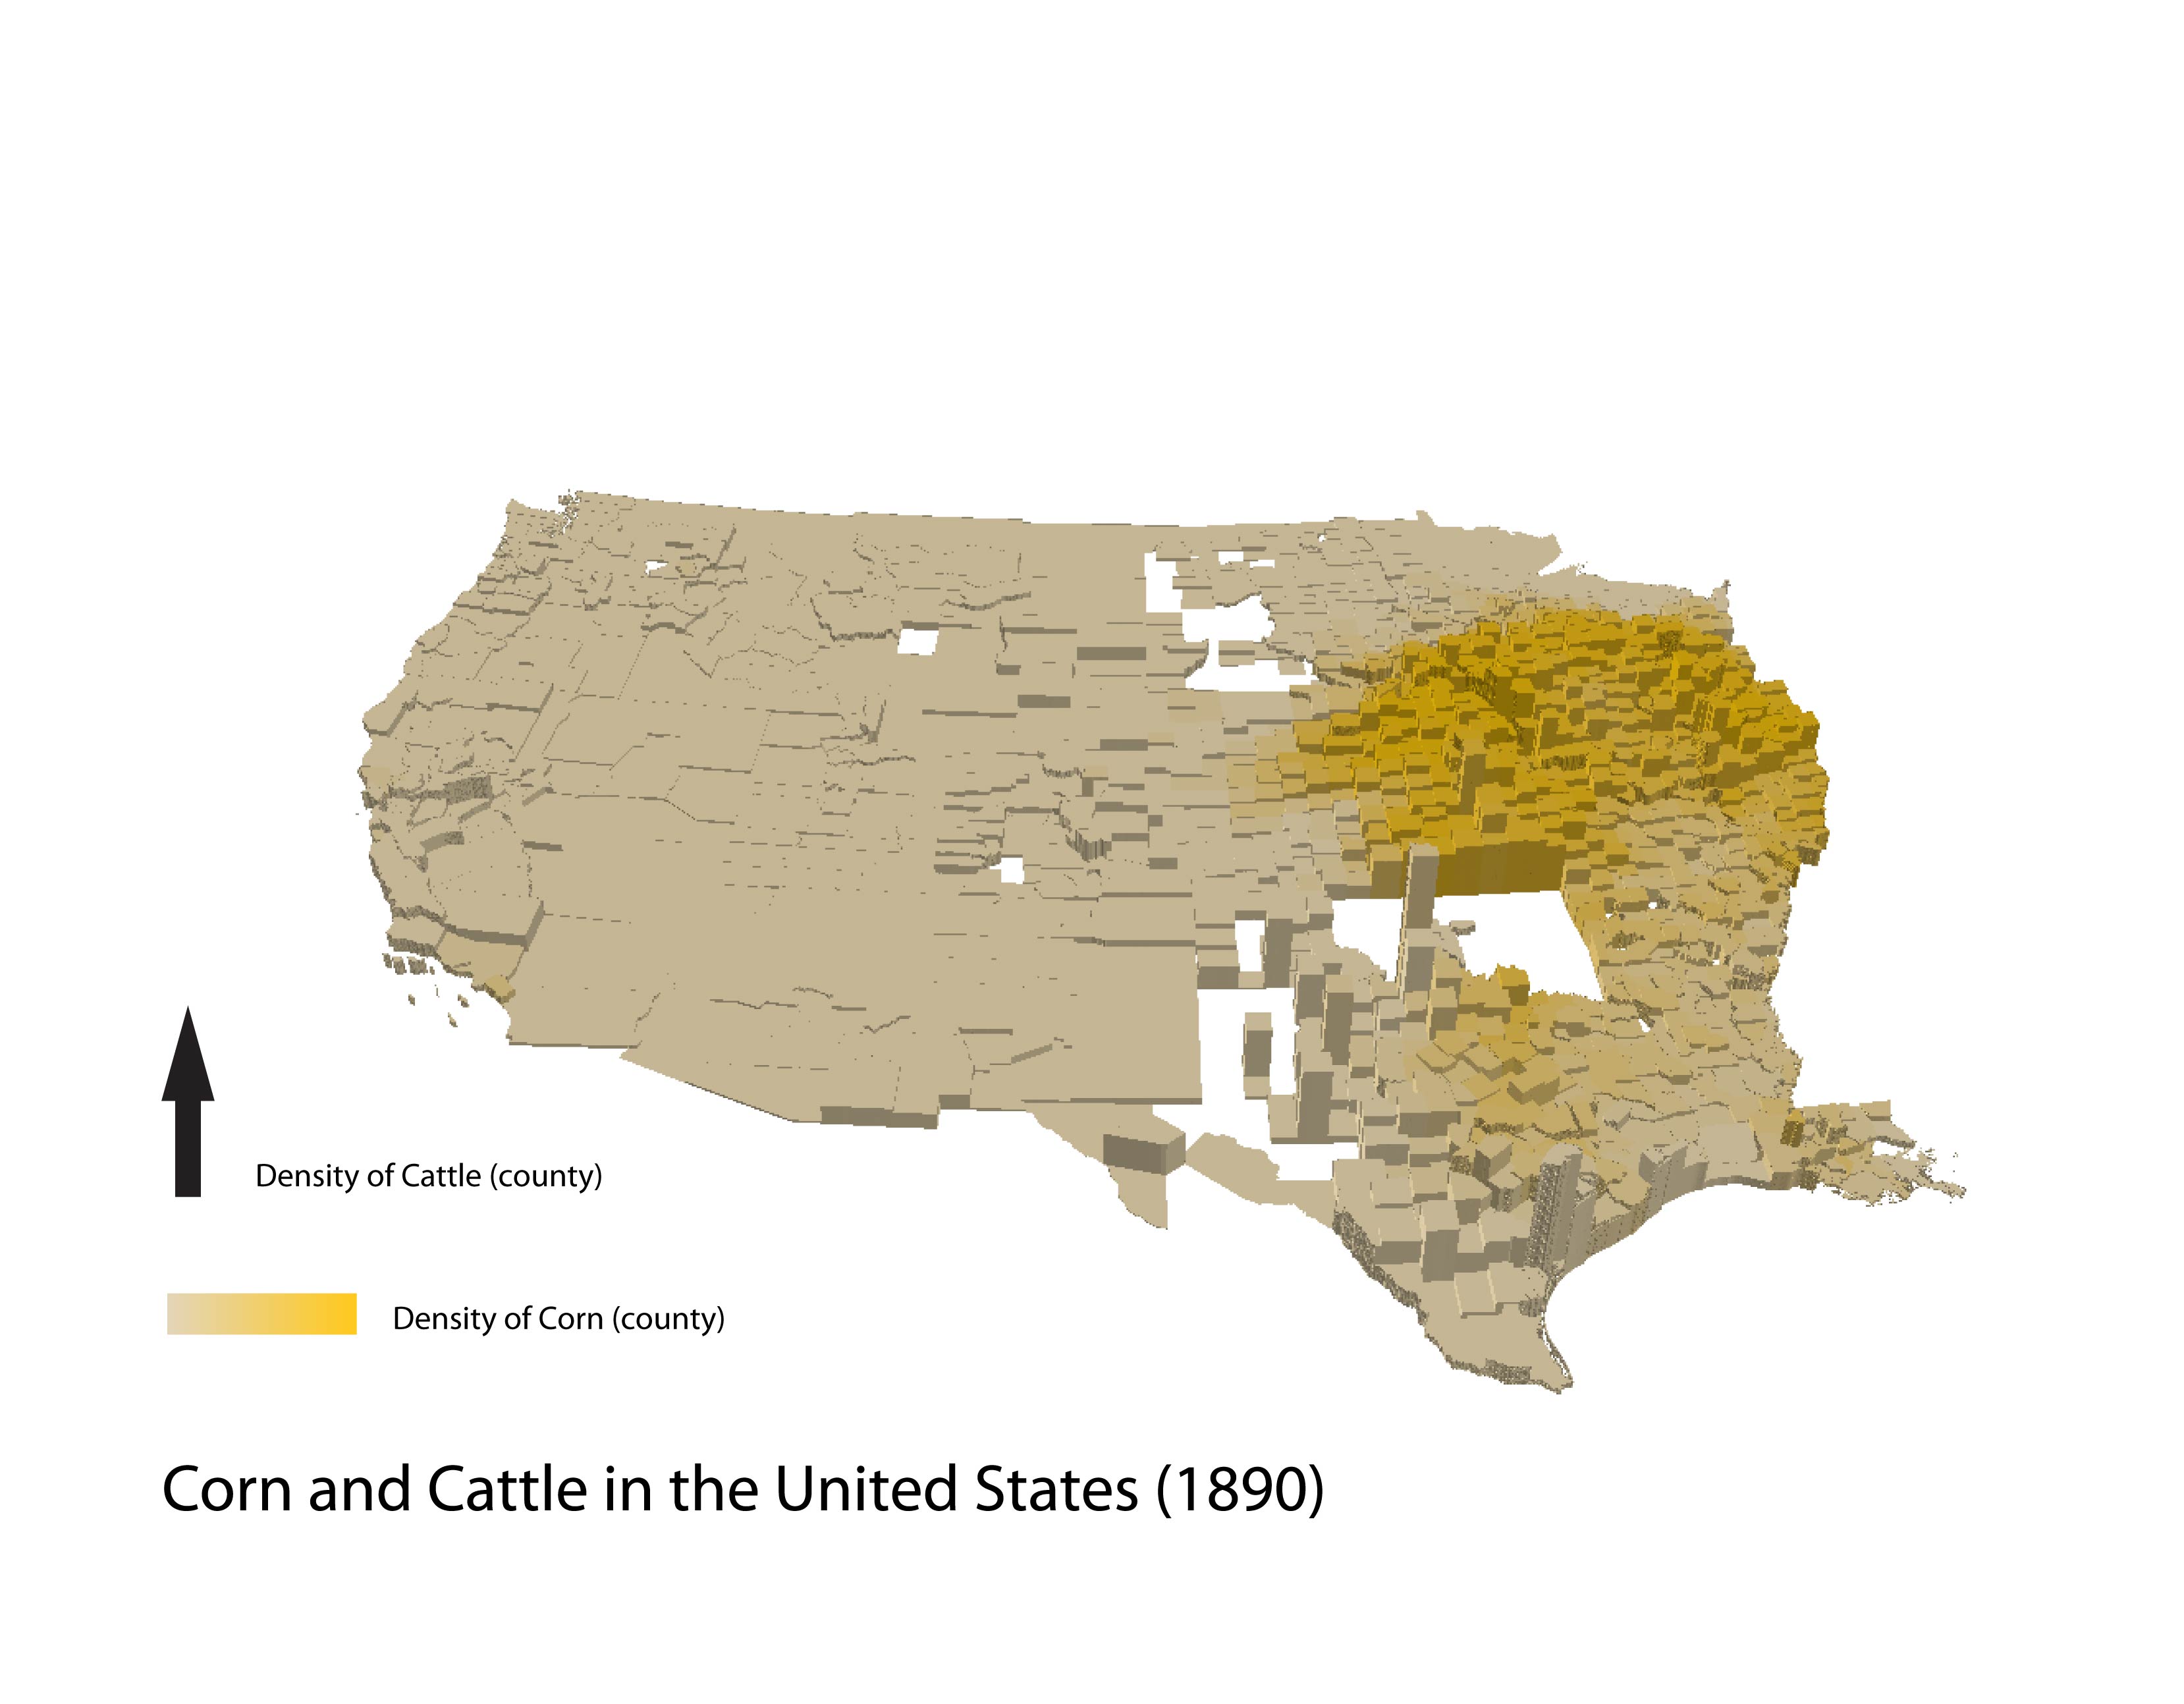 Density of Cattle (county)
Density of Corn (county)
Corn and Cattle in the United States (1890)